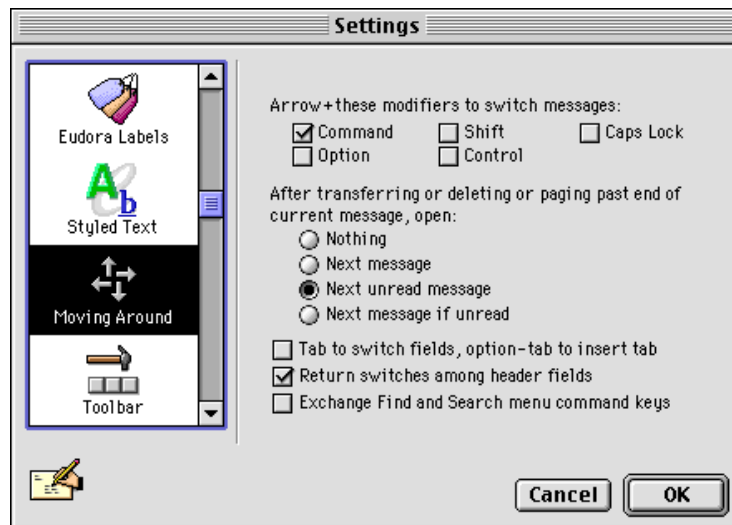 Settings
Eudora Labels
Styled Text
Moving Around
Toolbar
Arrow+these modifiers to switch messages:
Command Shift Caps Lock
Option Control
After transferring or deleting or paging past end of
current message, open:
Nothing
Next message
Next unread message
Next message if unread
Tab to switch fields, option-tab to insert tab
Return switches among header fields
Exchange Find and Search menu command keys
Cancel OK